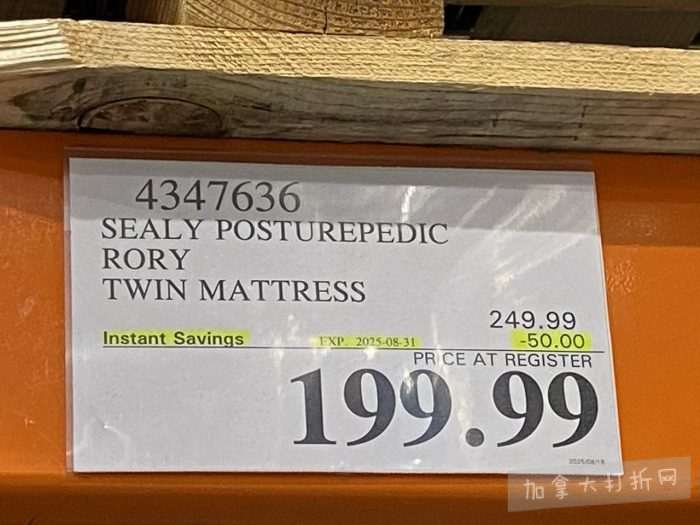 4347636
SEALY POSTUREPEDIC
RORY
TWIN MATTRESS
249.99
Instant Savings EXP. 2025-08-31 -50.00
PRICE AT REGISTER
199.99
加拿大打折网